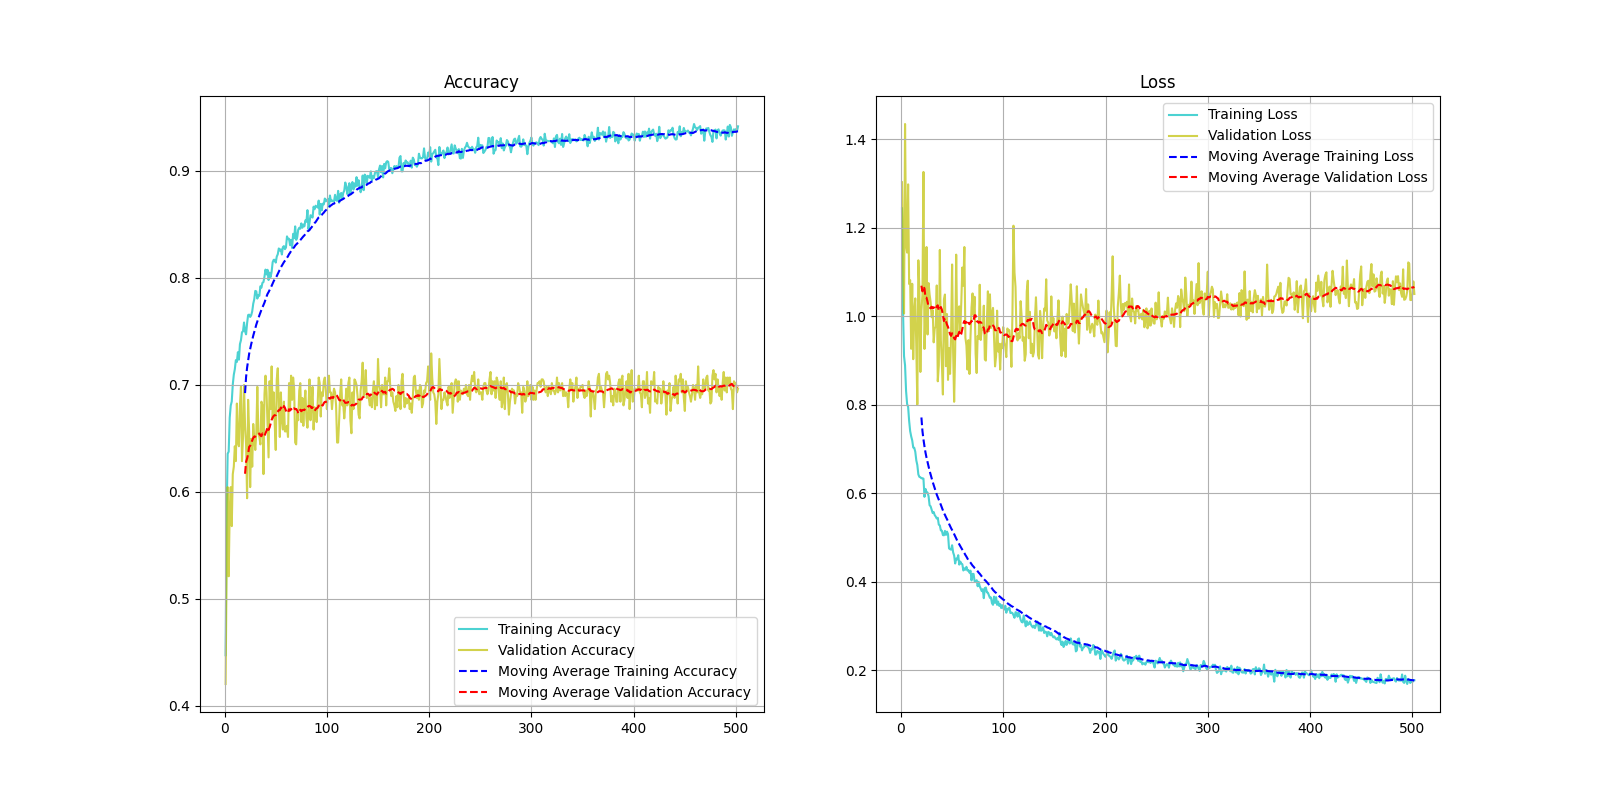 Accuracy
0.9
0.8
0.7
0.6
0.5
0.4
0 100 200 300 400 500
Training Accuracy
Validation Accuracy
Moving Average Training Accuracy
Moving Average Validation Accuracy
Loss
1.4
1.2
1.0
0.8
0.6
0.4
0.2
0 100 200 300 400 500
Training Loss
Validation Loss
Moving Average Training Loss
Moving Average Validation Loss